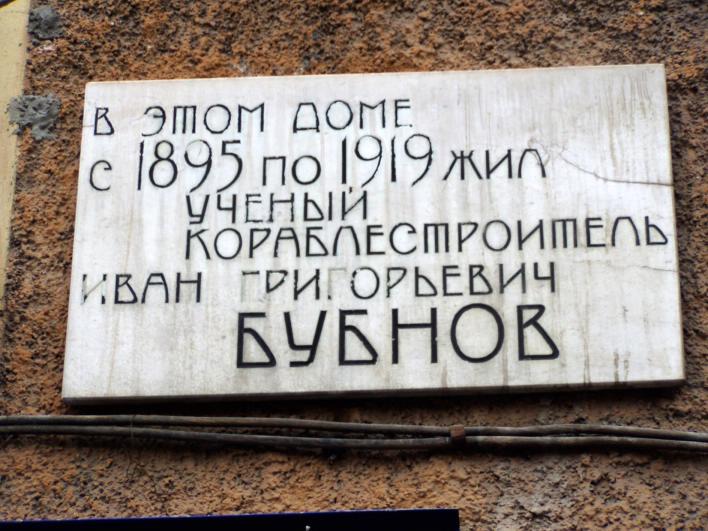 В ЭТОМ ДОМЕ
С 1895 ПО 1919 ЖИЛ
УЧЕНЫЙ
КОРАБЛЕСТРОИТЕЛЬ
ИВАН ГРИГОРЬЕВИЧ
БУБНОВ